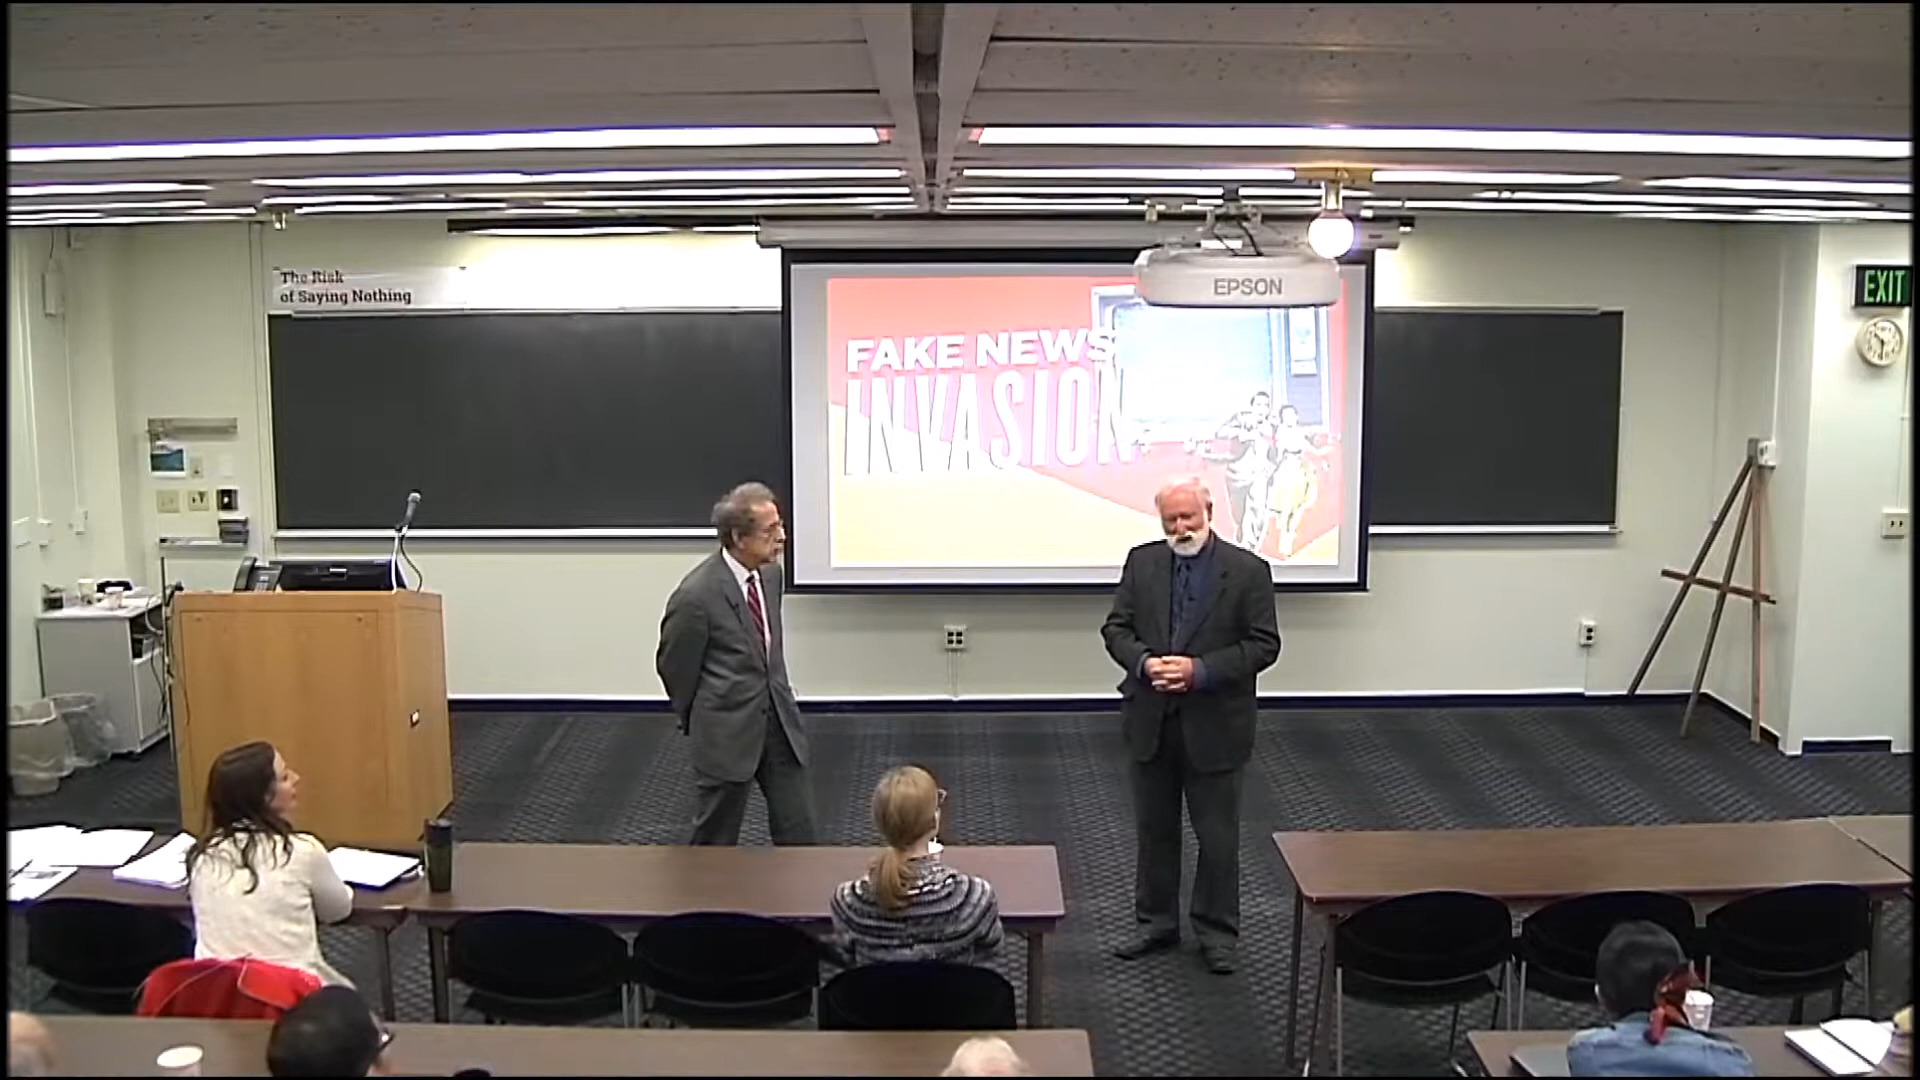 The Risk
of Saying Nothing
EPSON
EXIT
FAKE NEWS
INVASION